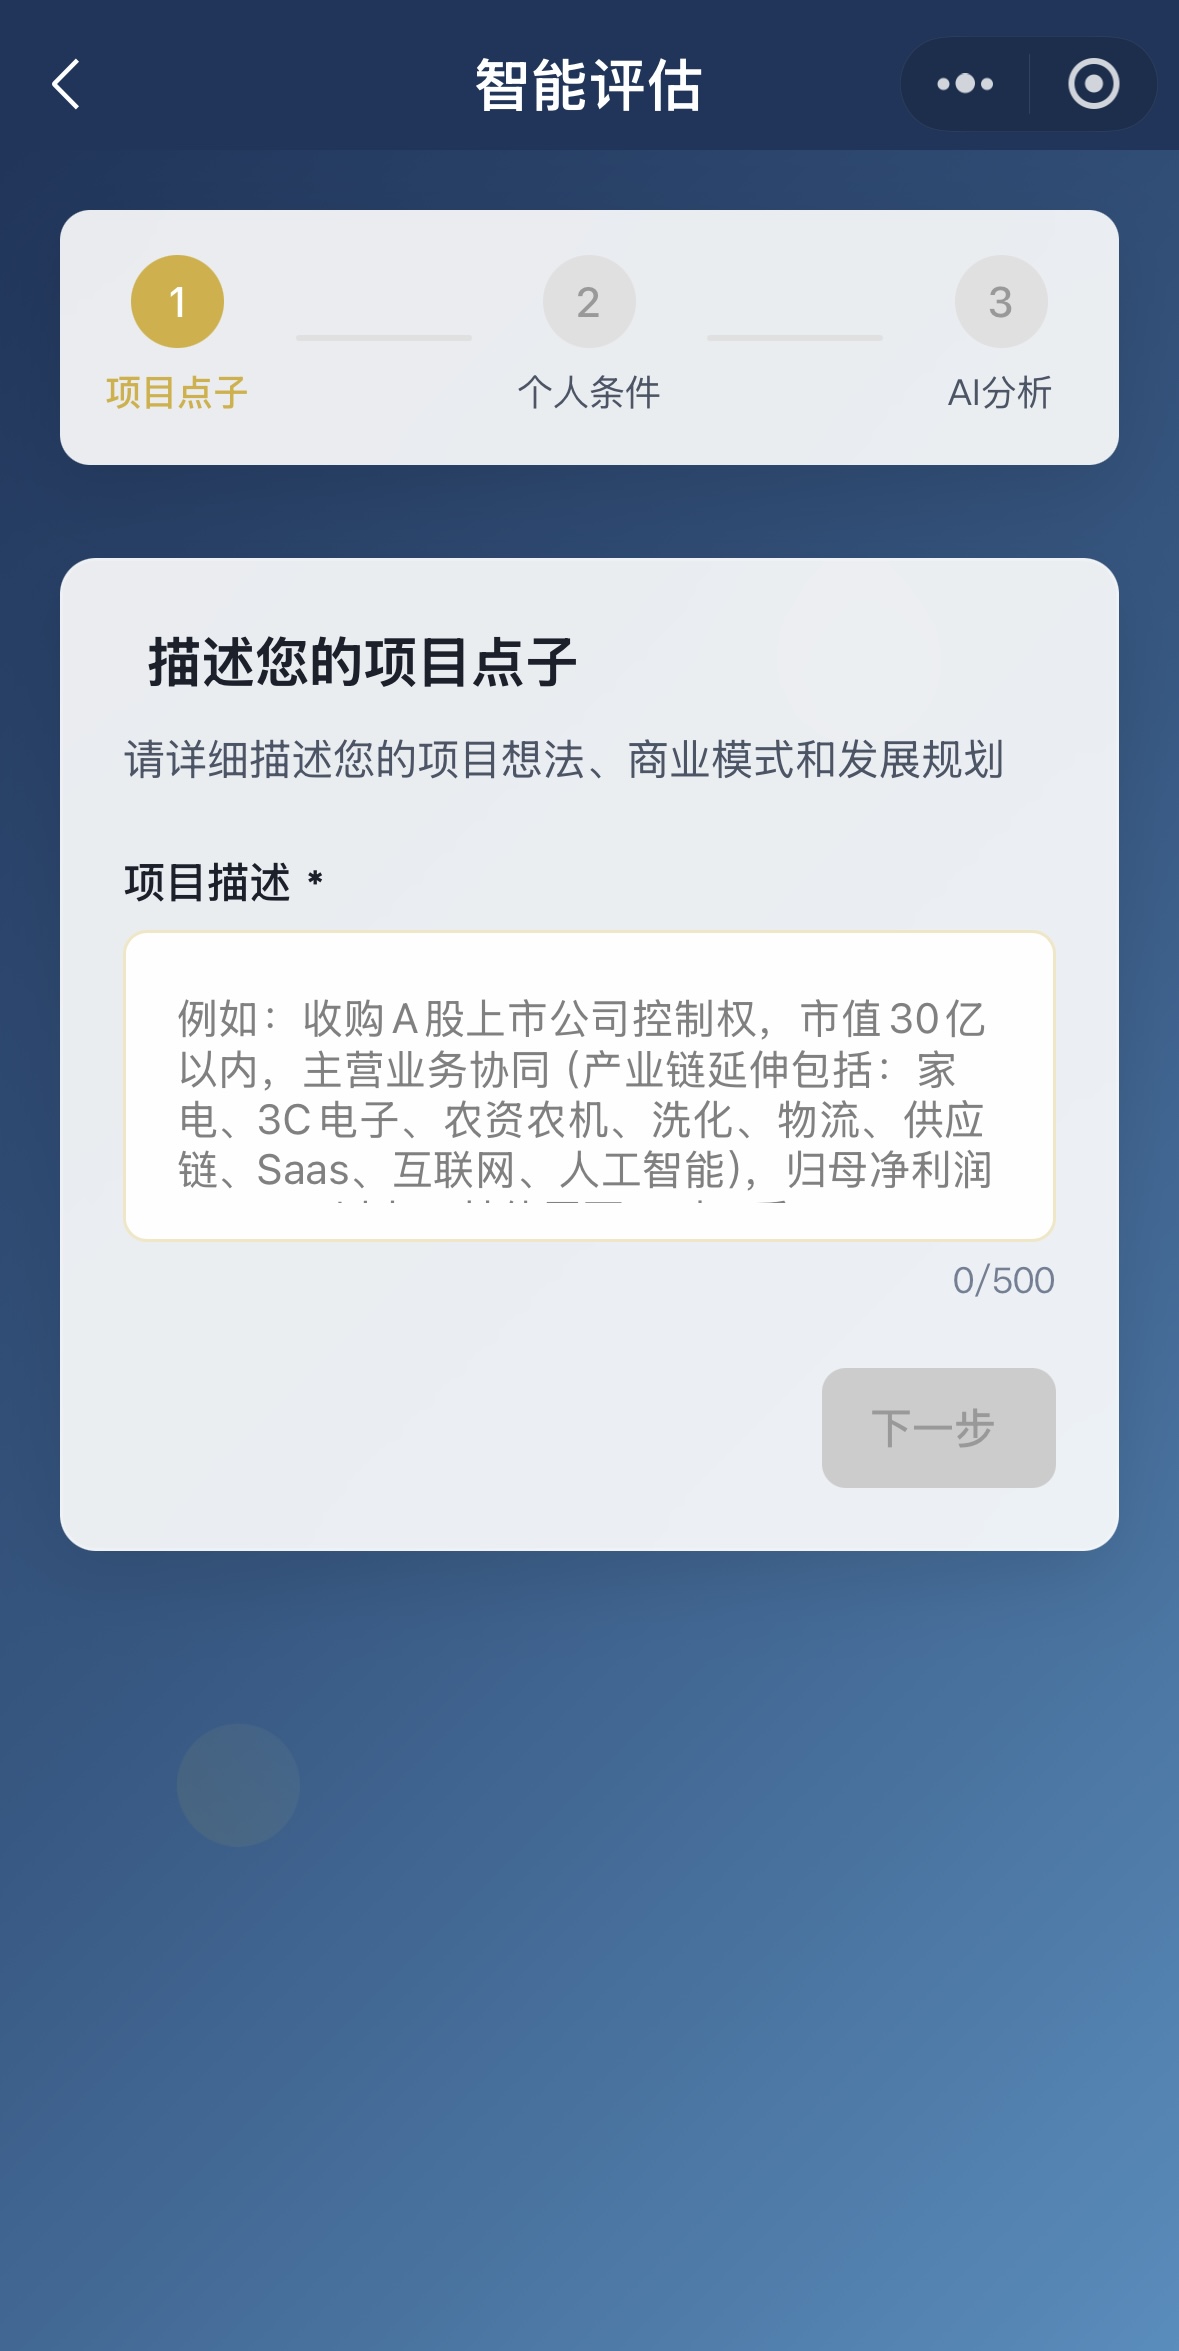 智能评估
1
2
3
项目点子
个人条件
AI分析
描述您的项目点子
请详细描述您的项目想法、商业模式和发展规划
项目描述 *
例如：收购A股上市公司控制权，市值30亿
以内，主营业务协同（产业链延伸包括：家
电、3C电子、农资农机、洗化、物流、供应
链、Saas、互联网、人工智能），归母净利润
0/500
下一步